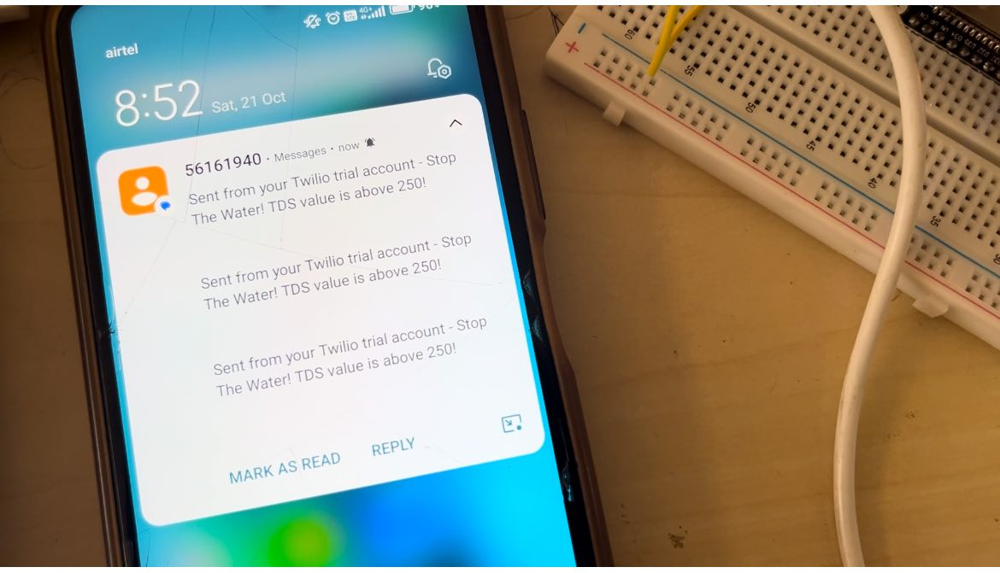 airtel
4G+
8:52 Sat, 21 Oct
56161940 · Messages · now
Sent from your Twilio trial account - Stop
The Water! TDS value is above 250!
Sent from your Twilio trial account - Stop
The Water! TDS value is above 250!
Sent from your Twilio trial account - Stop
The Water! TDS value is above 250!
MARK AS READ REPLY
+
60
55
50
45
40
35